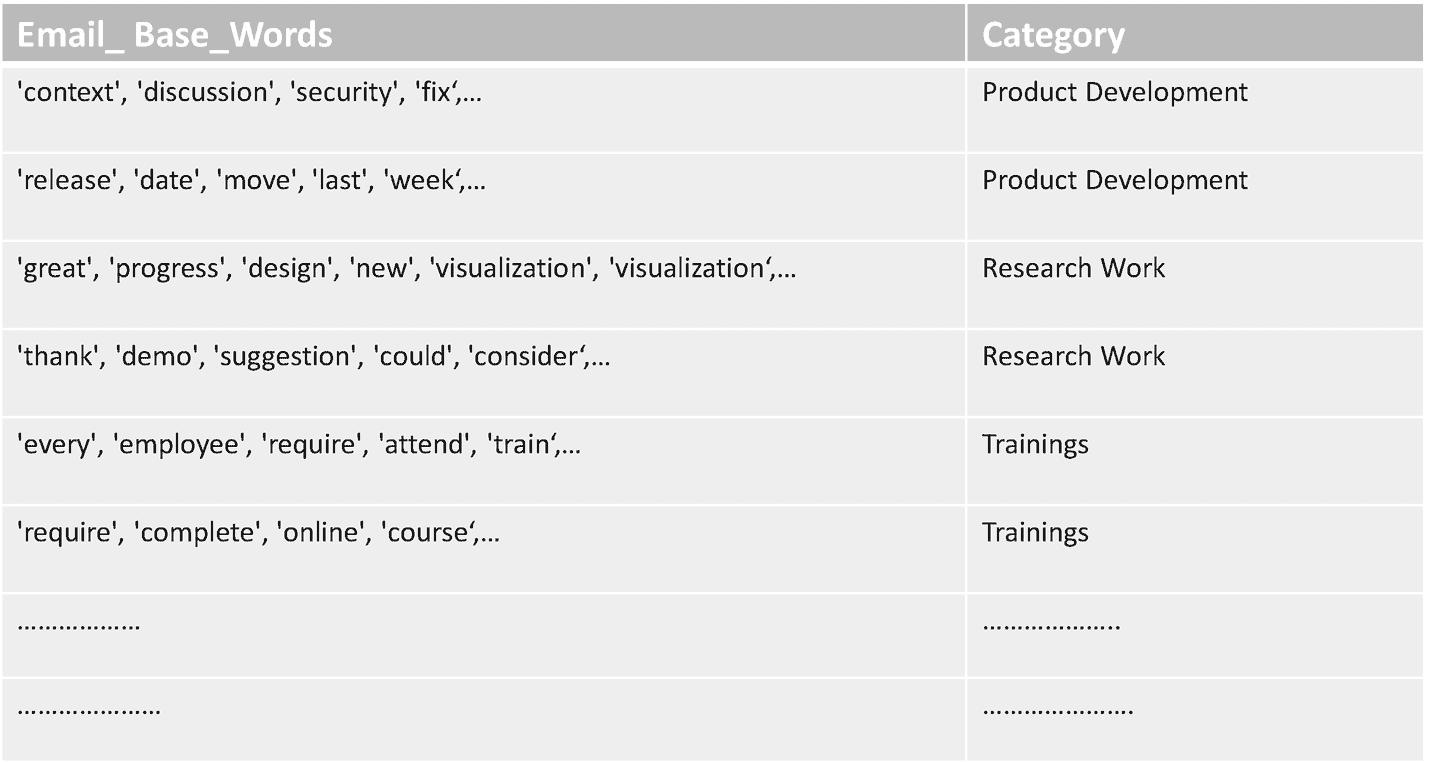 Email_ Base_Words Category
'context', 'discussion', 'security', 'fix‘,... Product Development
'release', 'date', 'move', 'last', 'week‘,... Product Development
'great', 'progress', 'design', 'new', 'visualization', 'visualization‘,... Research Work
'thank', 'demo', 'suggestion', 'could', 'consider‘,... Research Work
'every', 'employee', 'require', 'attend', 'train‘,... Trainings
'require', 'complete', 'online', 'course‘,... Trainings
.................. ....................
..................... ......................